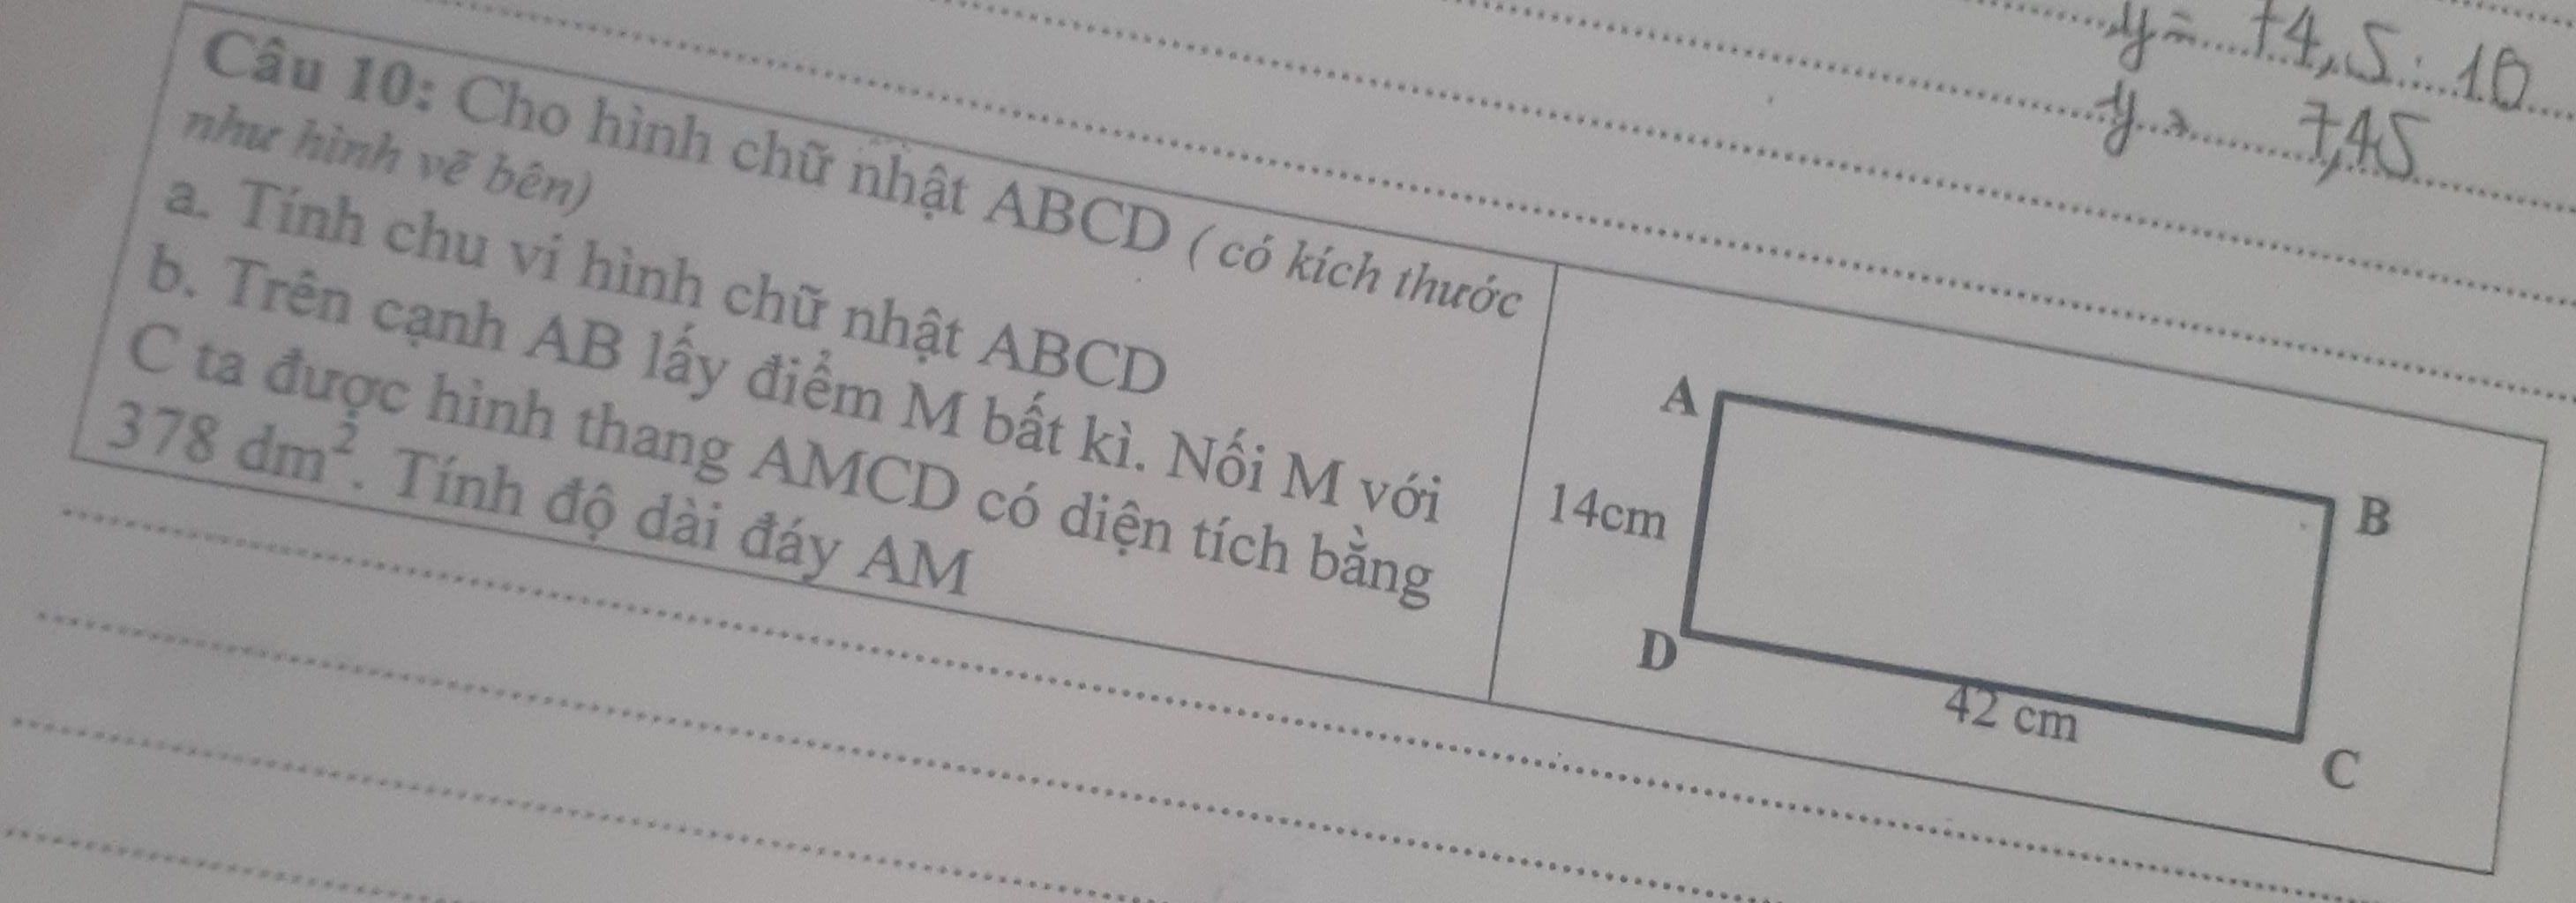 y = 74,5 : 10
y = 7,45
Câu 10: Cho hình chữ nhật ABCD ( có kích thước
như hình vẽ bên)
a. Tính chu vi hình chữ nhật ABCD
b. Trên cạnh AB lấy điểm M bất kì. Nối M với
C ta được hình thang AMCD có diện tích bằng
378 dm². Tính độ dài đáy AM
A
B
14cm
D
42 cm
C